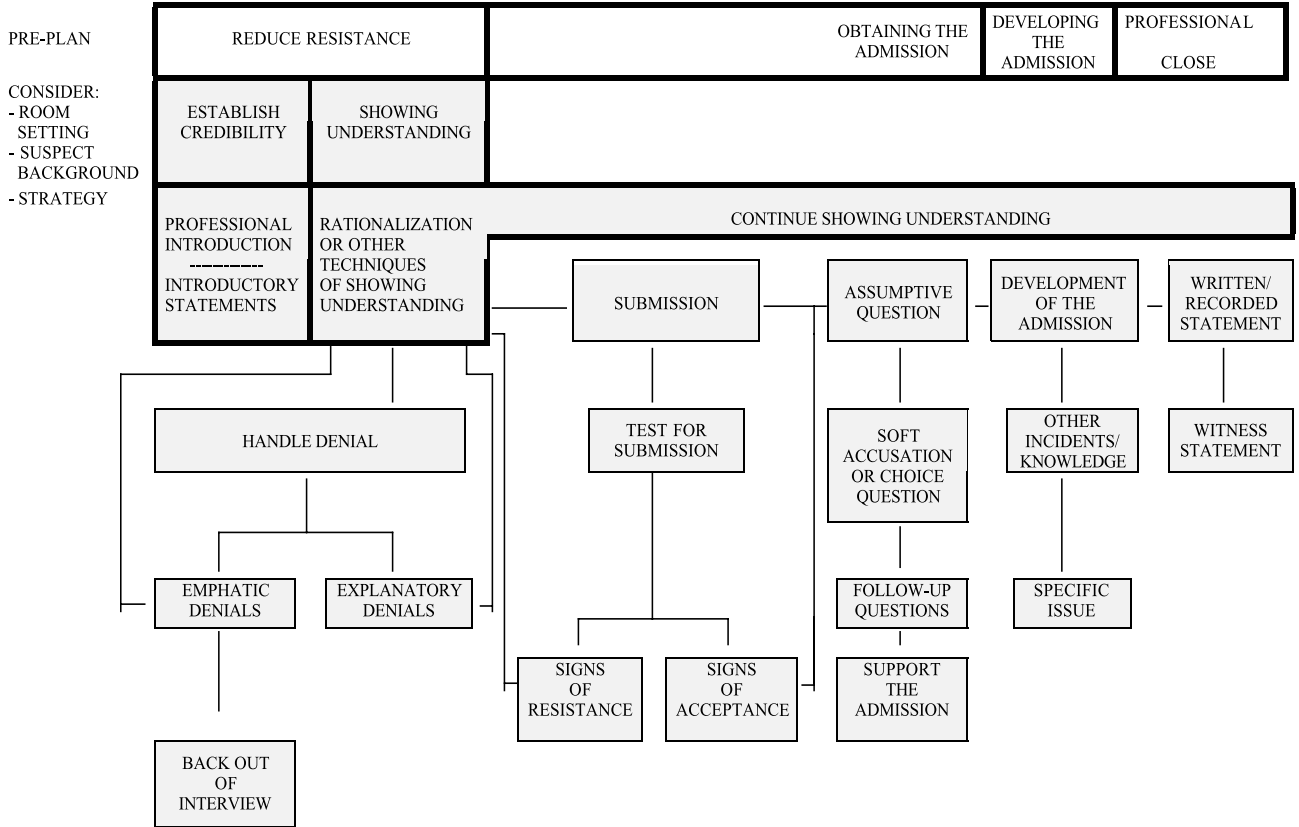 PRE-PLAN
REDUCE RESISTANCE
OBTAINING THE
ADMISSION
DEVELOPING
THE
ADMISSION
PROFESSIONAL
CLOSE
CONSIDER:
- ROOM
SETTING
- SUSPECT
BACKGROUND
- STRATEGY
ESTABLISH
CREDIBILITY
SHOWING
UNDERSTANDING
PROFESSIONAL
INTRODUCTION
-------------
INTRODUCTORY
STATEMENTS
RATIONALIZATION
OR OTHER
TECHNIQUES
OF SHOWING
UNDERSTANDING
CONTINUE SHOWING UNDERSTANDING
SUBMISSION
ASSUMPTIVE
QUESTION
DEVELOPMENT
OF THE
ADMISSION
WRITTEN/
RECORDED
STATEMENT
HANDLE DENIAL
TEST FOR
SUBMISSION
SOFT
ACCUSATION
OR CHOICE
QUESTION
OTHER
INCIDENTS/
KNOWLEDGE
WITNESS
STATEMENT
EMPHATIC
DENIALS
EXPLANATORY
DENIALS
FOLLOW-UP
QUESTIONS
SPECIFIC
ISSUE
SIGNS
OF
RESISTANCE
SIGNS
OF
ACCEPTANCE
SUPPORT
THE
ADMISSION
BACK OUT
OF
INTERVIEW